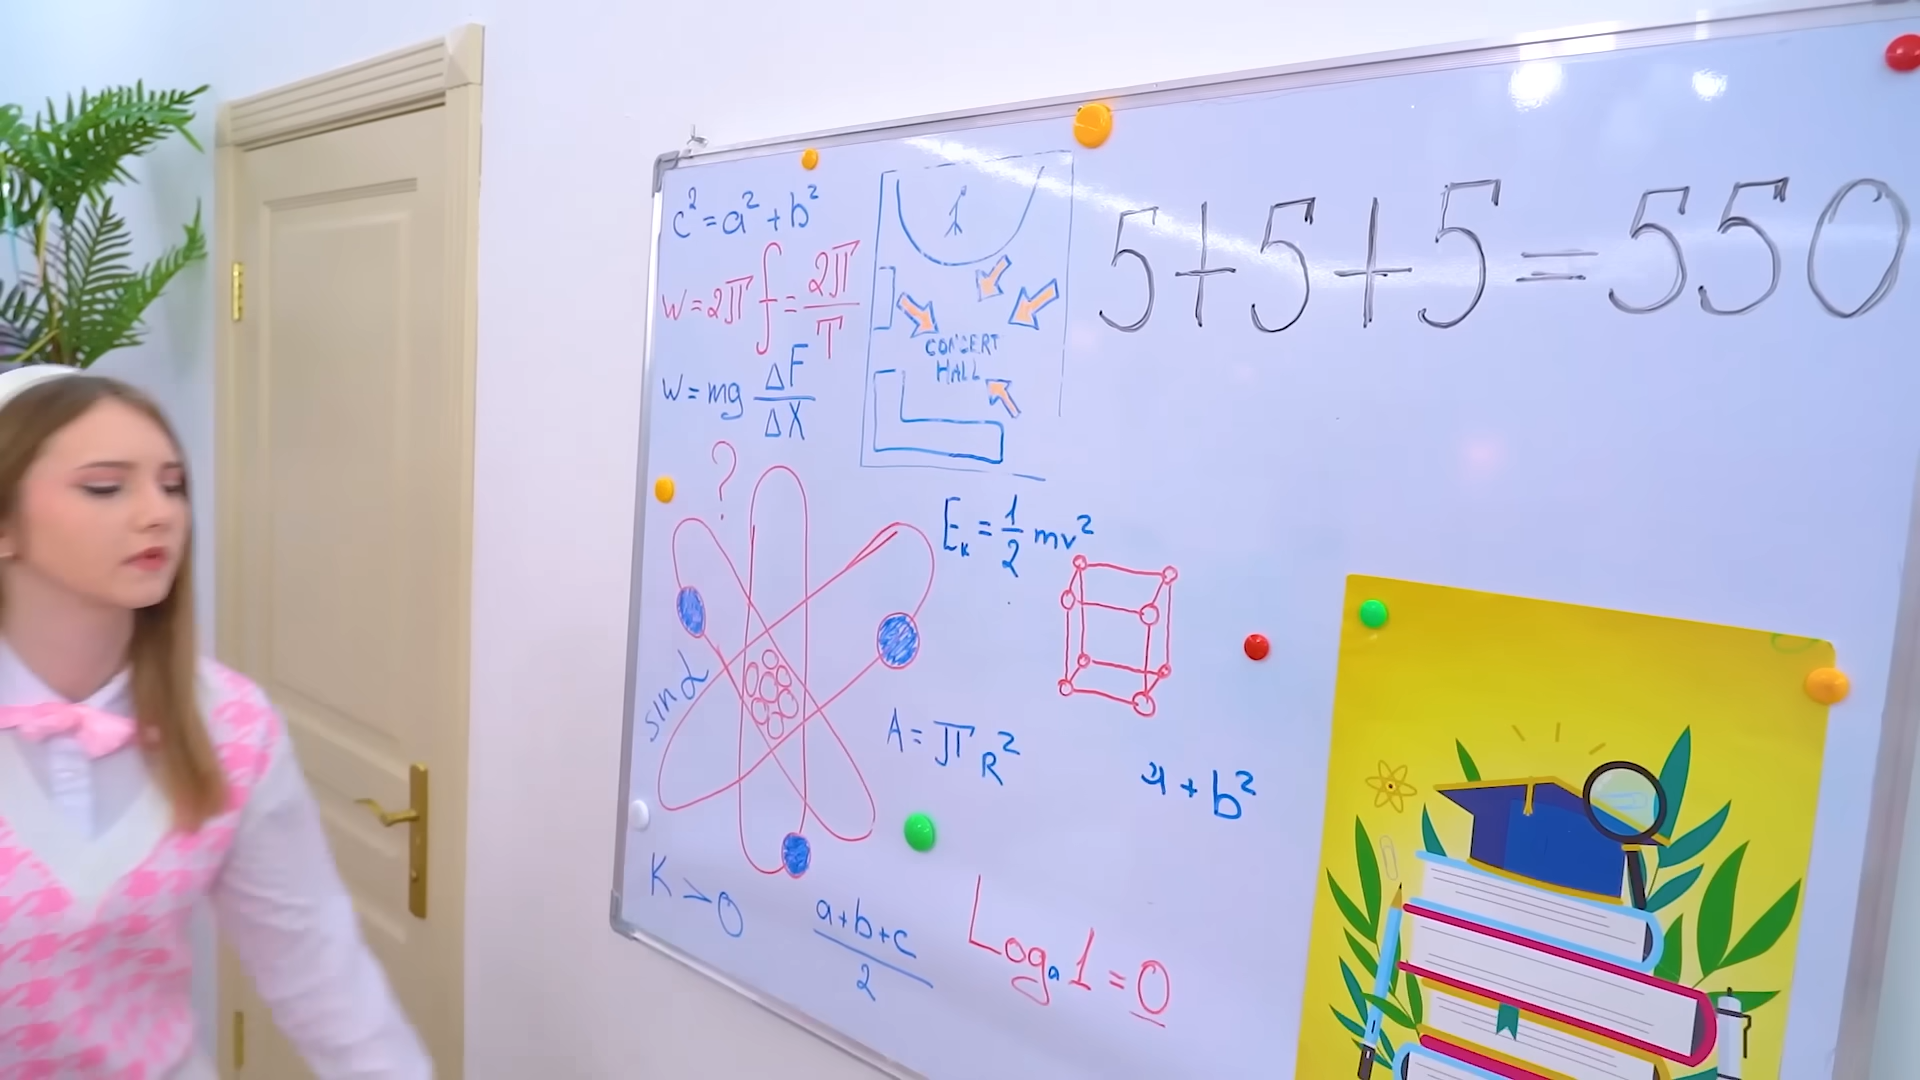 c² = a² + b²
5+5+5=550
w = 2π f = 2π/T
CONCERT
HALL
W = mg ΔF/ΔX
?
Eₖ = 1/2 mv²
sin α
A = π R²
+ b²
K > 0
a+b+c/2
Logₐ 1 = 0